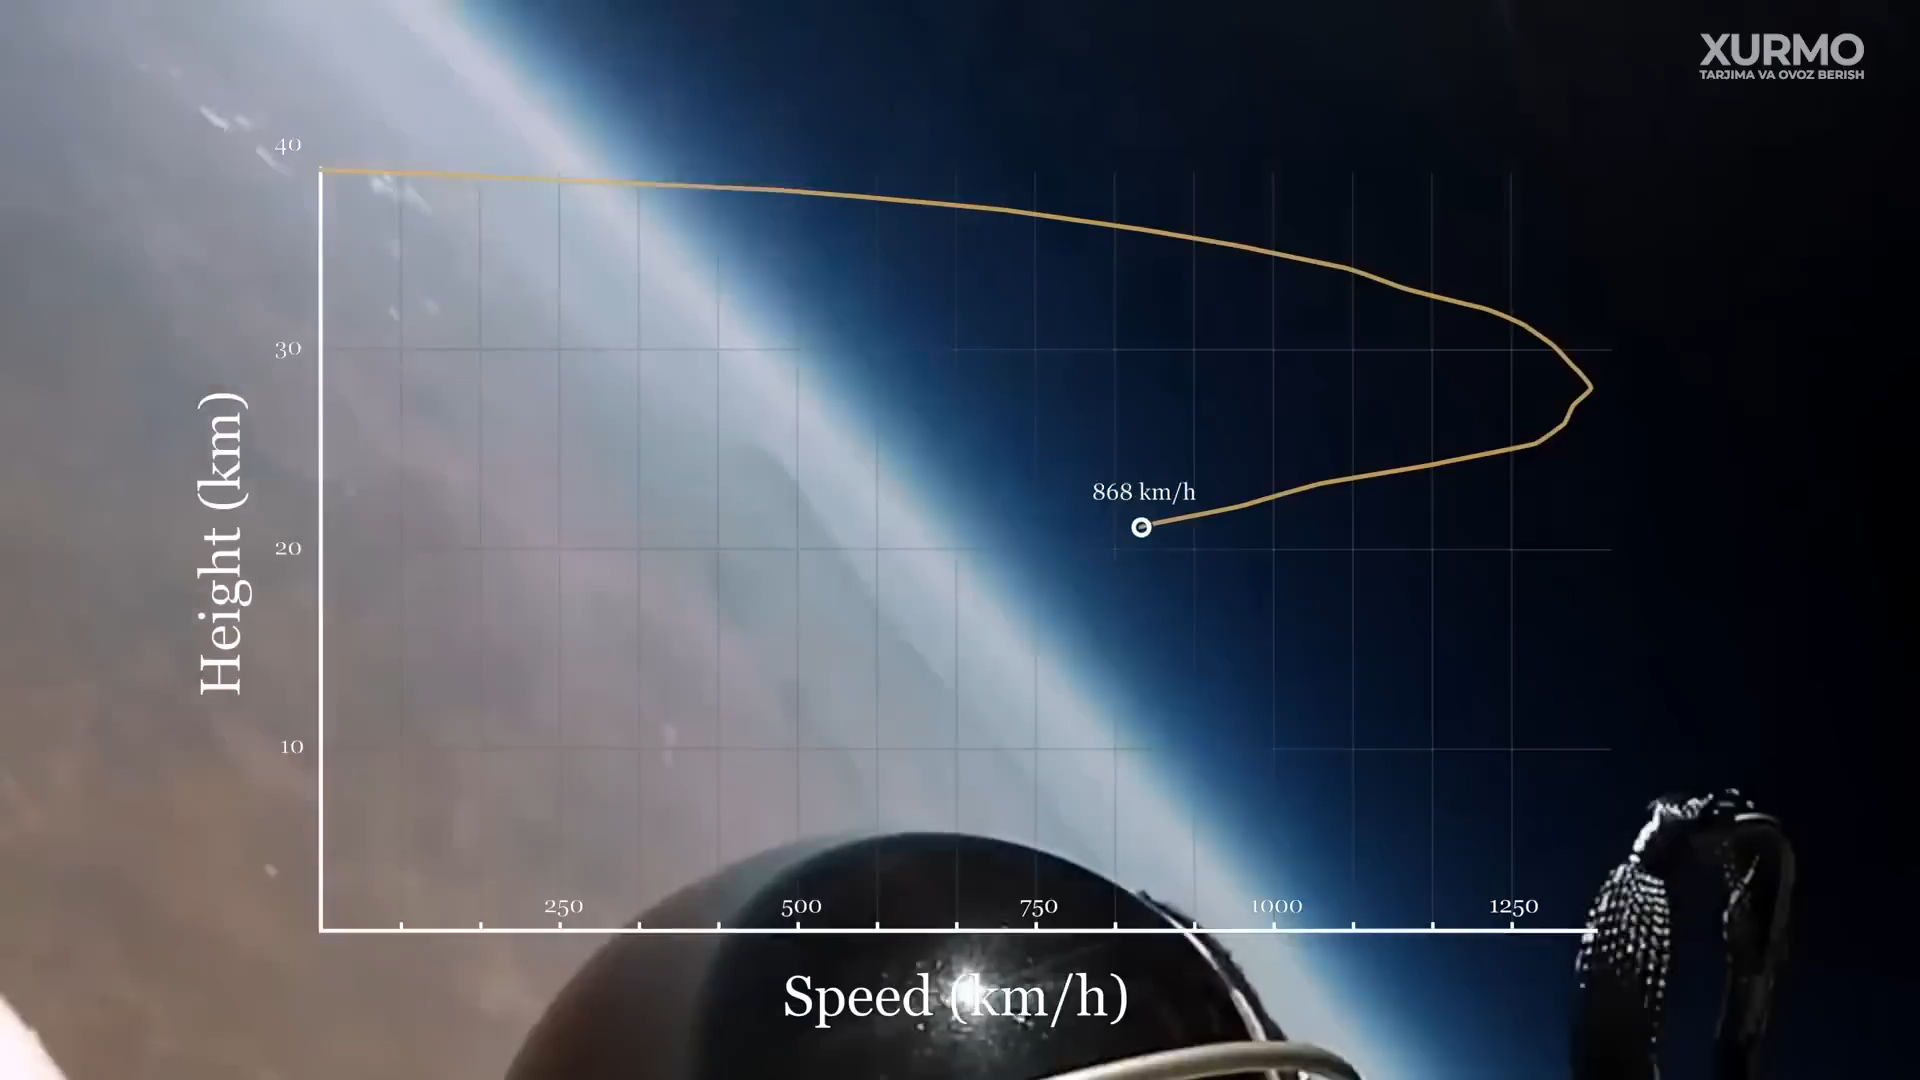 XURMO
TARJIMA VA OVOZ BERISH
40
30
20
10
Height (km)
868 km/h
250
500
750
1000
1250
Speed (km/h)